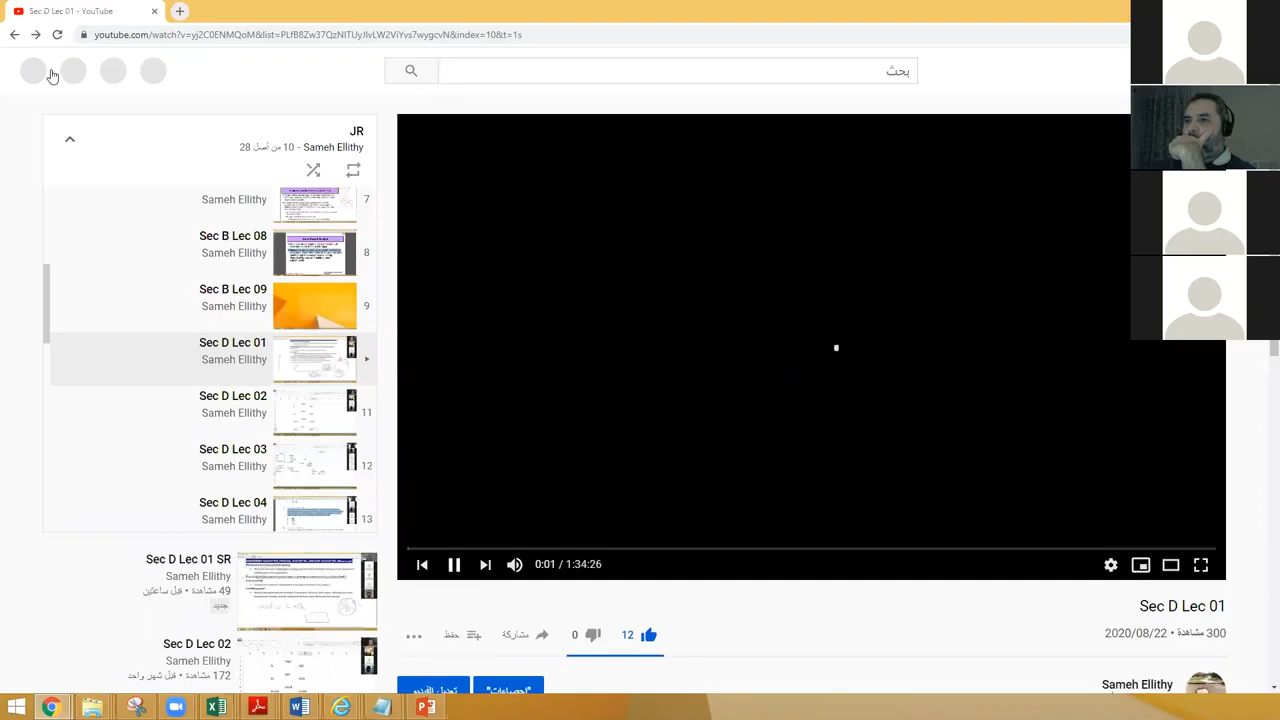 Sec D Lec 01 - YouTube
youtube.com/watch?v=yj2C0ENMQoM&list=PLfB8Zw37QzNITUyJlvLW2ViYvs7wygcvN&index=10&t=1s
بحث
JR
Sameh Ellithy - 10 من أصل 28
Sameh Ellithy
7
Sec B Lec 08
Sameh Ellithy
8
Sec B Lec 09
Sameh Ellithy
9
Sec D Lec 01
Sameh Ellithy
Sec D Lec 02
Sameh Ellithy
11
Sec D Lec 03
Sameh Ellithy
12
Sec D Lec 04
Sameh Ellithy
13
Sec D Lec 01 SR
Sameh Ellithy
49 مشاهدة • قبل ساعتين
جديد
Sec D Lec 02
Sameh Ellithy
172 مشاهدة • قبل شهر واحد
0:01 / 1:34:26
Sec D Lec 01
300 مشاهدة • 2020/08/22
12
0
مشاركة
حفظ
"إحصاءات"
تعديل الفيديو
Sameh Ellithy